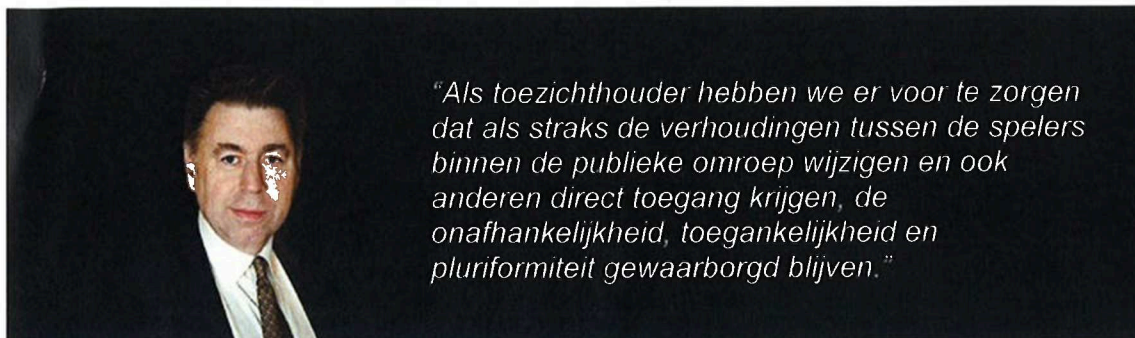 "Als toezichthouder hebben we er voor te zorgen
dat als straks de verhoudingen tussen de spelers
binnen de publieke omroep wijzigen en ook
anderen direct toegang krijgen, de
onafhankelijkheid, toegankelijkheid en
pluriformiteit gewaarborgd blijven."